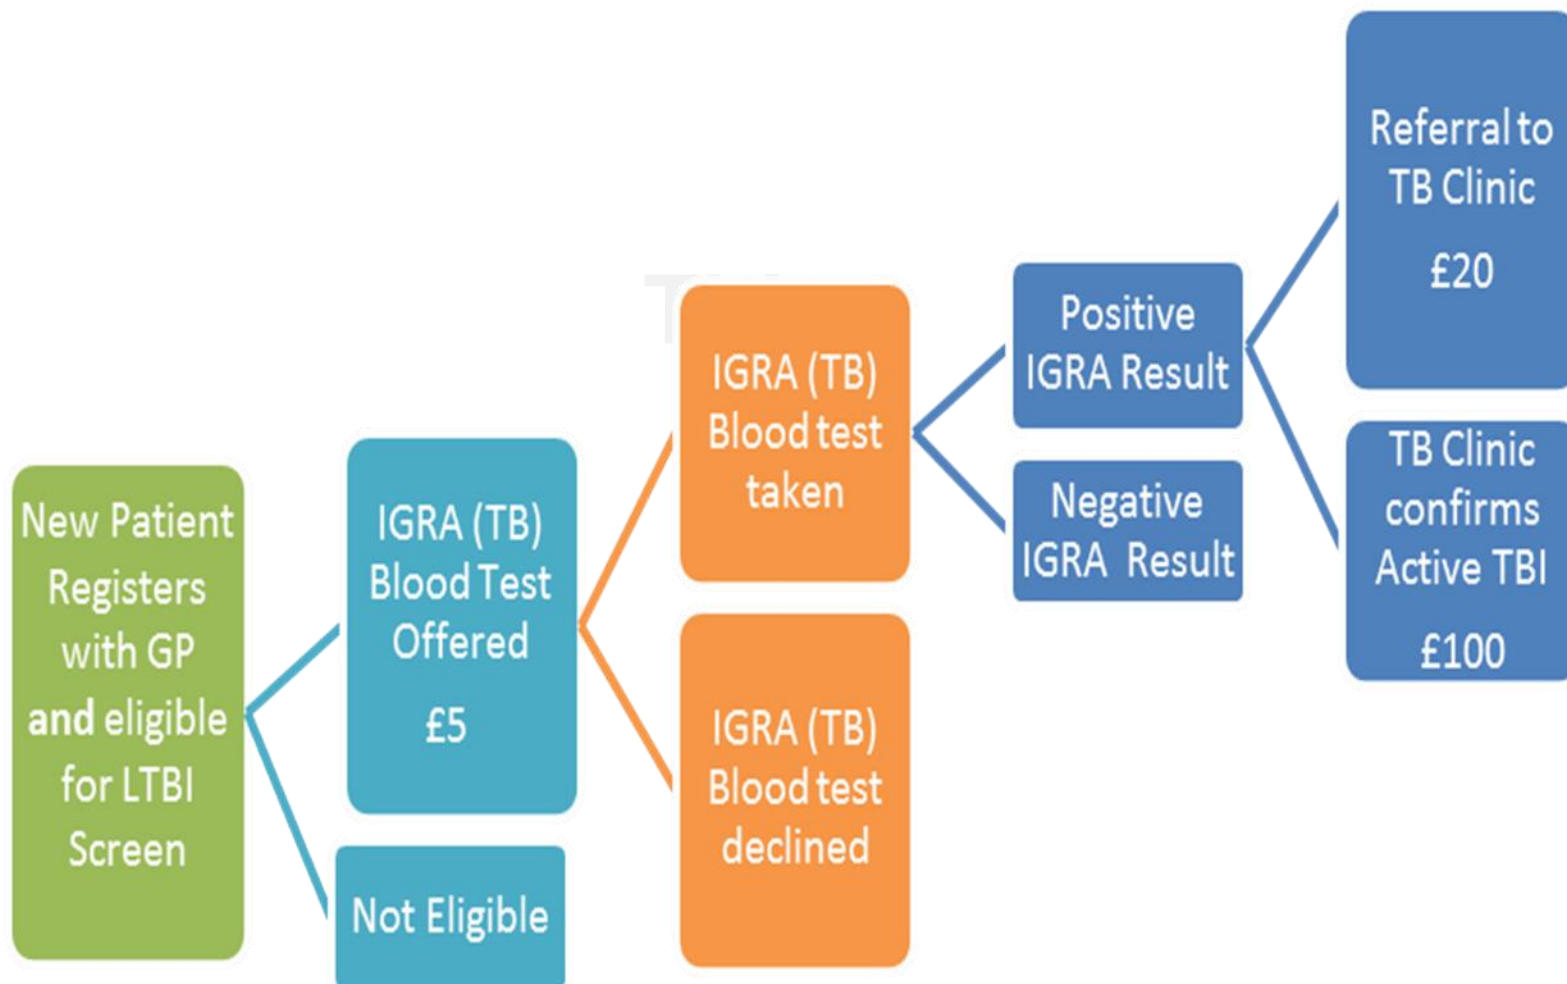 New Patient
Registers
with GP
and eligible
for LTBI
Screen
IGRA (TB)
Blood Test
Offered
£5
Not Eligible
IGRA (TB)
Blood test
taken
IGRA (TB)
Blood test
declined
Positive
IGRA Result
Negative
IGRA Result
Referral to
TB Clinic
£20
TB Clinic
confirms
Active TBI
£100